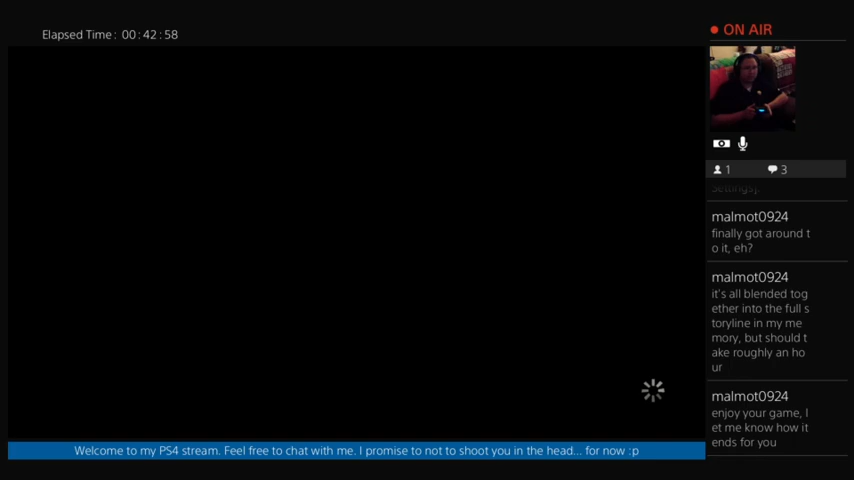 Elapsed Time: 00:42:58
ON AIR
1
3
Settings].
malmot0924
finally got around t
o it, eh?
malmot0924
it's all blended tog
ether into the full s
toryline in my me
mory, but should t
ake roughly an ho
ur
malmot0924
enjoy your game, l
et me know how it
ends for you
Welcome to my PS4 stream. Feel free to chat with me. I promise to not to shoot you in the head... for now :p